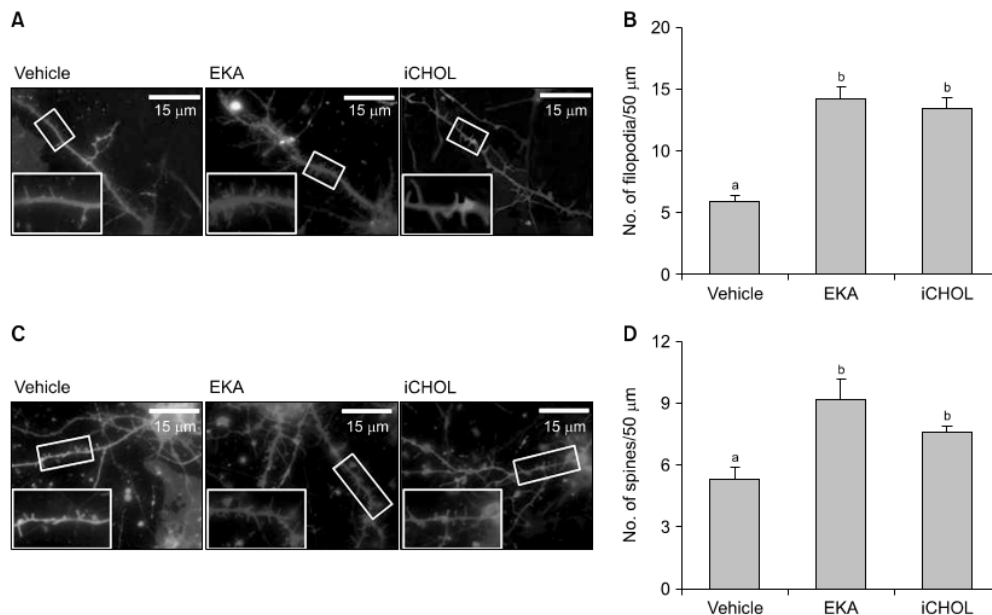 A
Vehicle
EKA
iCHOL
15 μm
15 μm
15 μm
B
No. of filopodia/50 μm
20
15
10
5
0
a
b
b
Vehicle
EKA
iCHOL
C
Vehicle
EKA
iCHOL
15 μm
15 μm
15 μm
D
No. of spines/50 μm
12
9
6
3
0
a
b
b
Vehicle
EKA
iCHOL